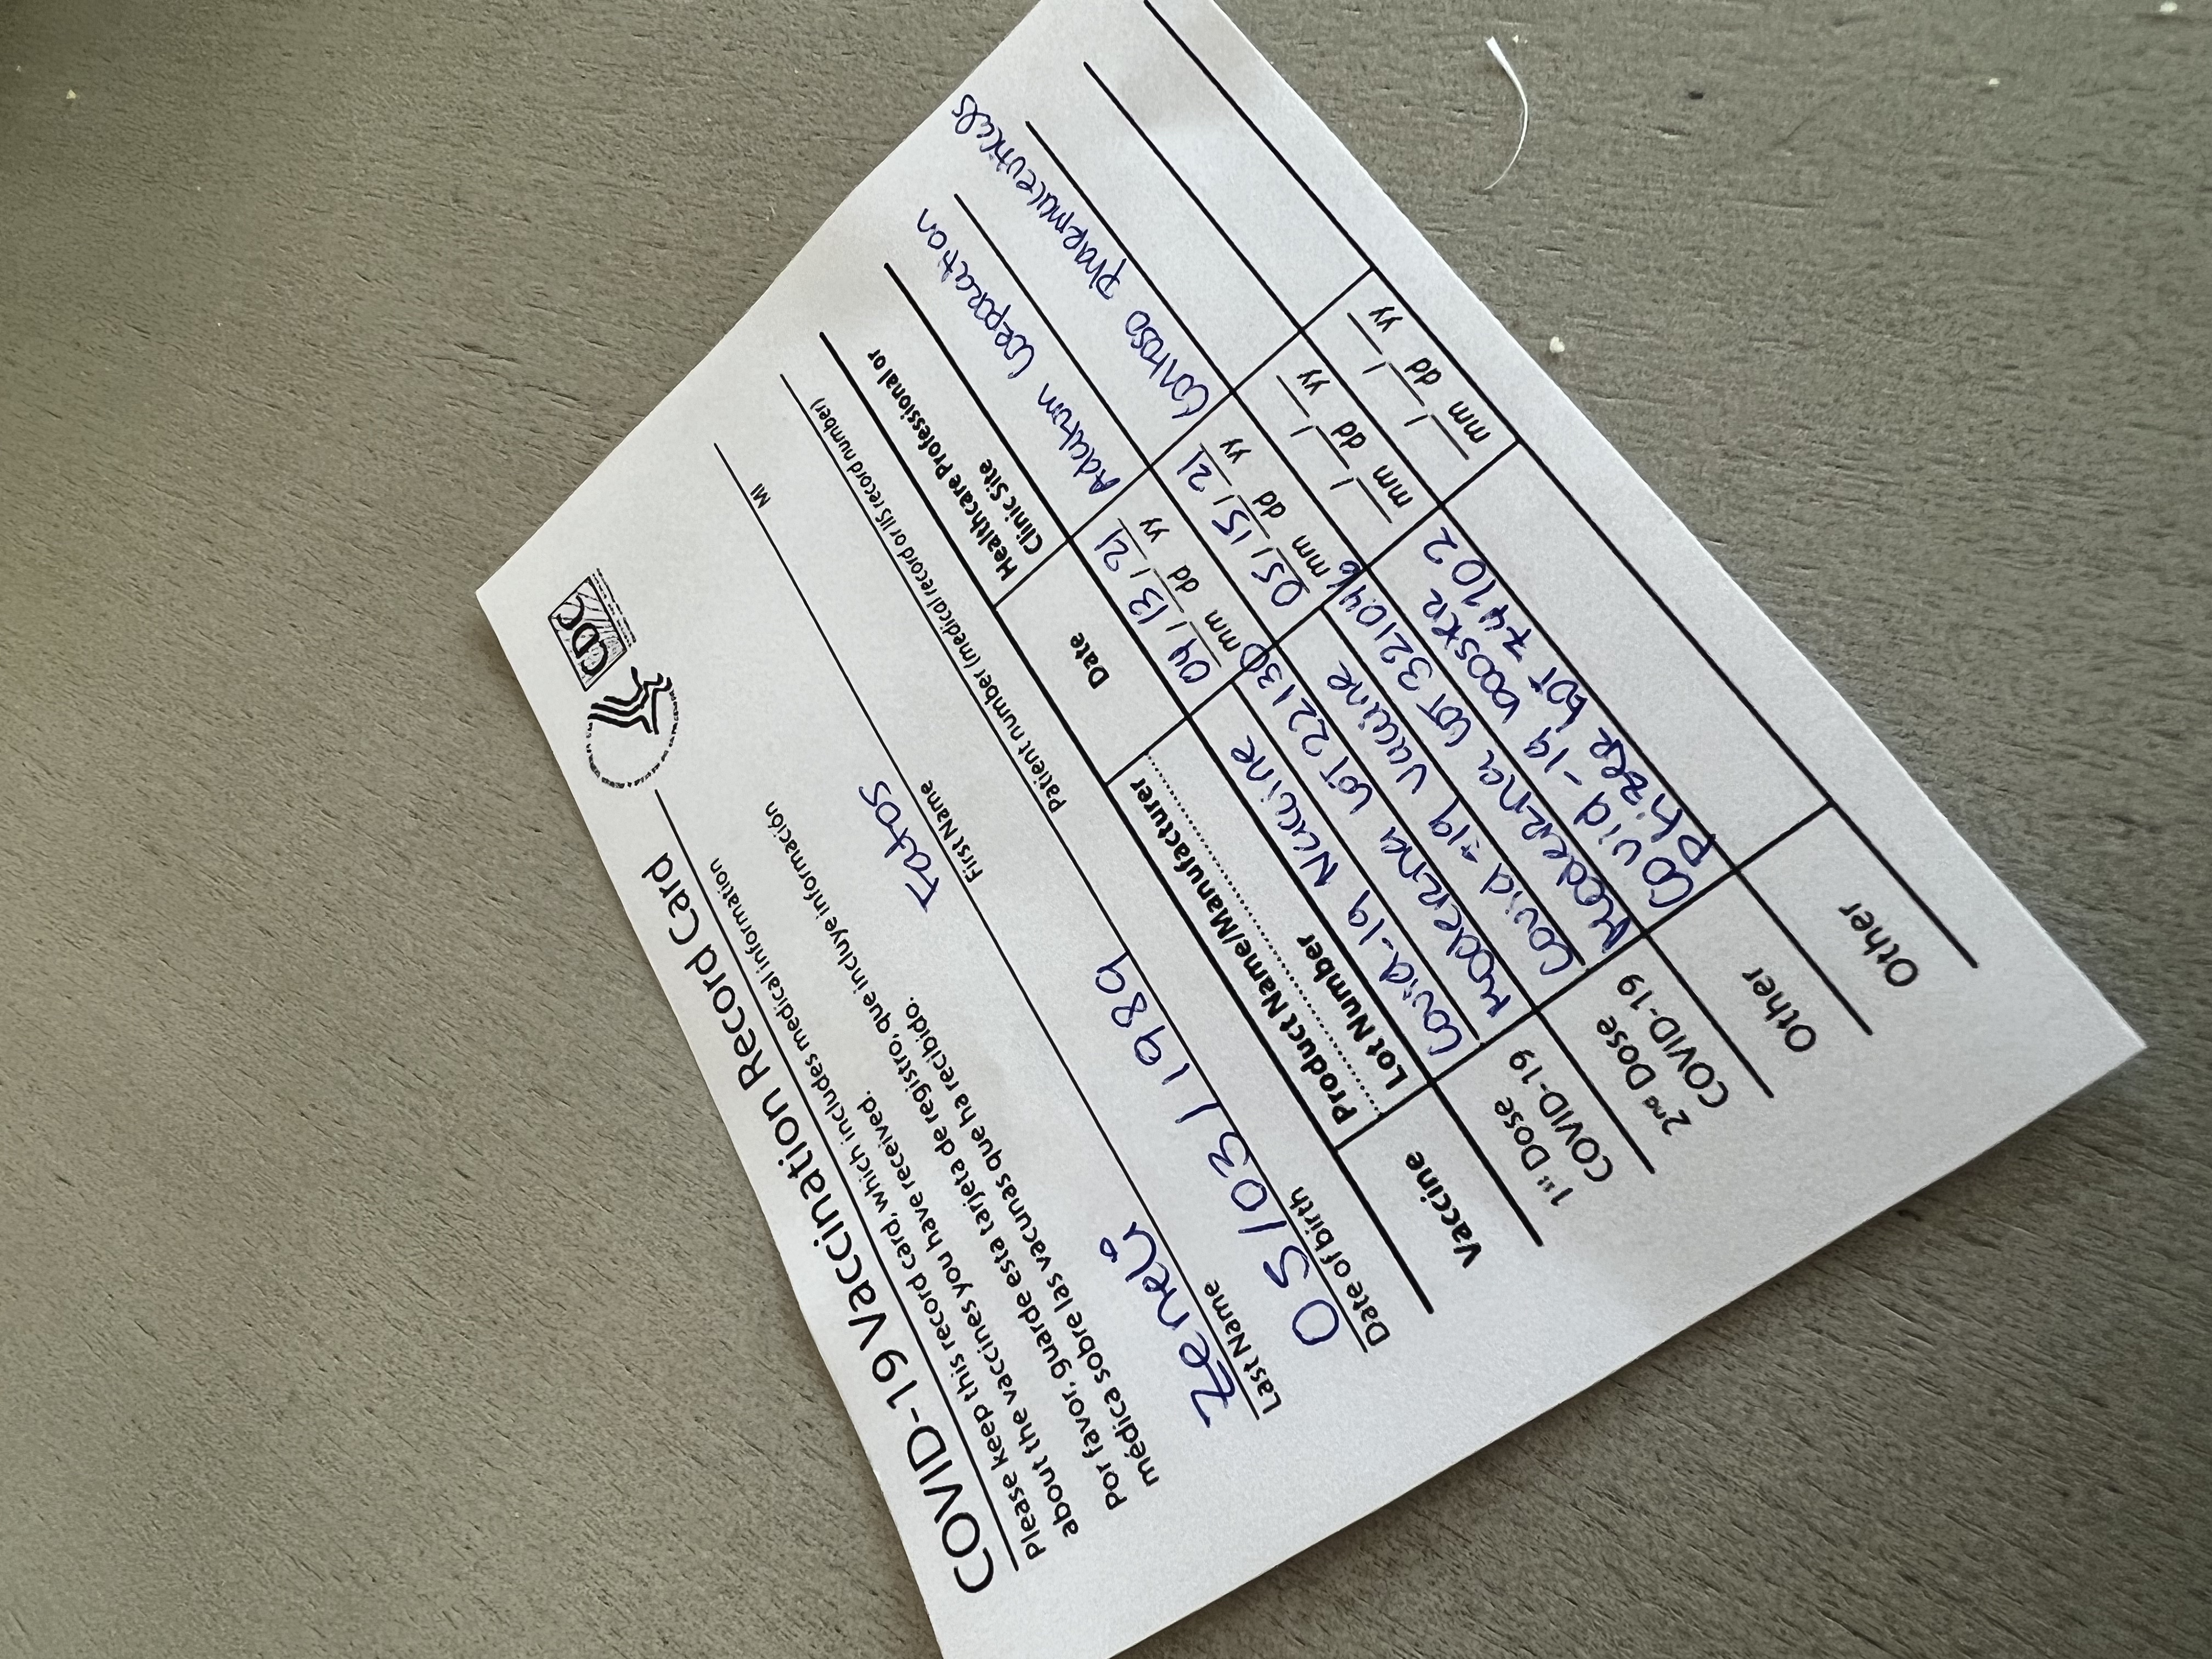 COVID-19 Vaccination Record Card
CDC
Please keep this record card, which includes medical information
about the vaccines you have received.
Por favor, guarde esta tarjeta de registro, que incluye información
médica sobre las vacunas que ha recibido.
Zeneli Fatos
Last Name First Name MI
05/03/1989
Date of birth Patient number (medical record or IIS record number)
Vaccine Product Name/Manufacturer Date Healthcare Professional or
Lot Number Clinic Site
1st Dose Covid-19 Vaccine 04/13/21 Adatum Corporation
COVID-19 Moderna LOT 22130 mm dd yy
2nd Dose Covid-19 Vaccine 05/15/21 Contoso pharmaceuticals
COVID-19 Moderna LOT 321046 mm dd yy
Other Covid-19 booster / /
Pfizer LOT 74102 mm dd yy
Other / /
mm dd yy